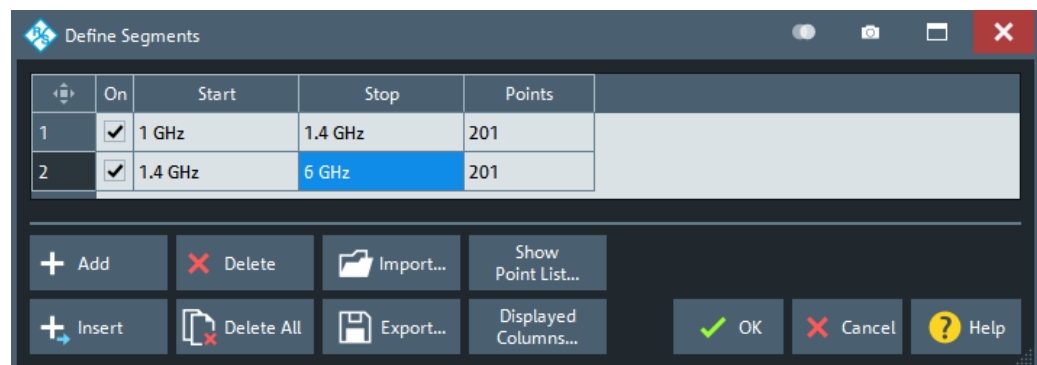 R&S Define Segments
On Start Stop Points
1 1 GHz 1.4 GHz 201
2 1.4 GHz 6 GHz 201
Add Delete Import... Show
Point List...
Insert Delete All Export... Displayed
Columns...
OK Cancel ? Help